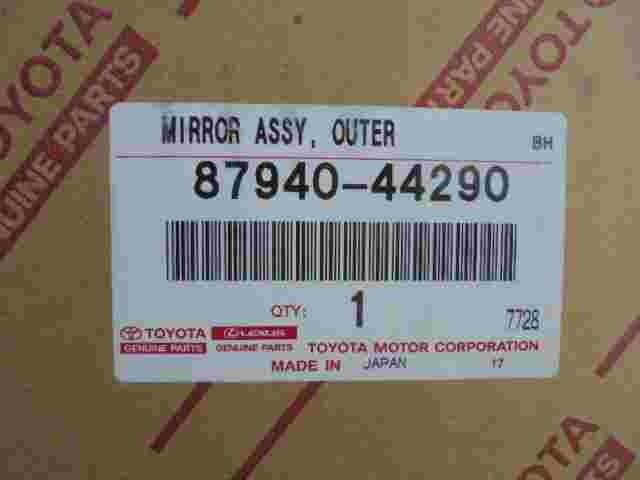 TOYOTA
GENUINE PARTS
TOYOTA
GENUINE PARTS
MIRROR ASSY, OUTER
BH
87940-44290
QTY: 1
7728
TOYOTA LEXUS
GENUINE PARTS GENUINE PARTS TOYOTA MOTOR CORPORATION
MADE IN JAPAN 17
TOYOTA